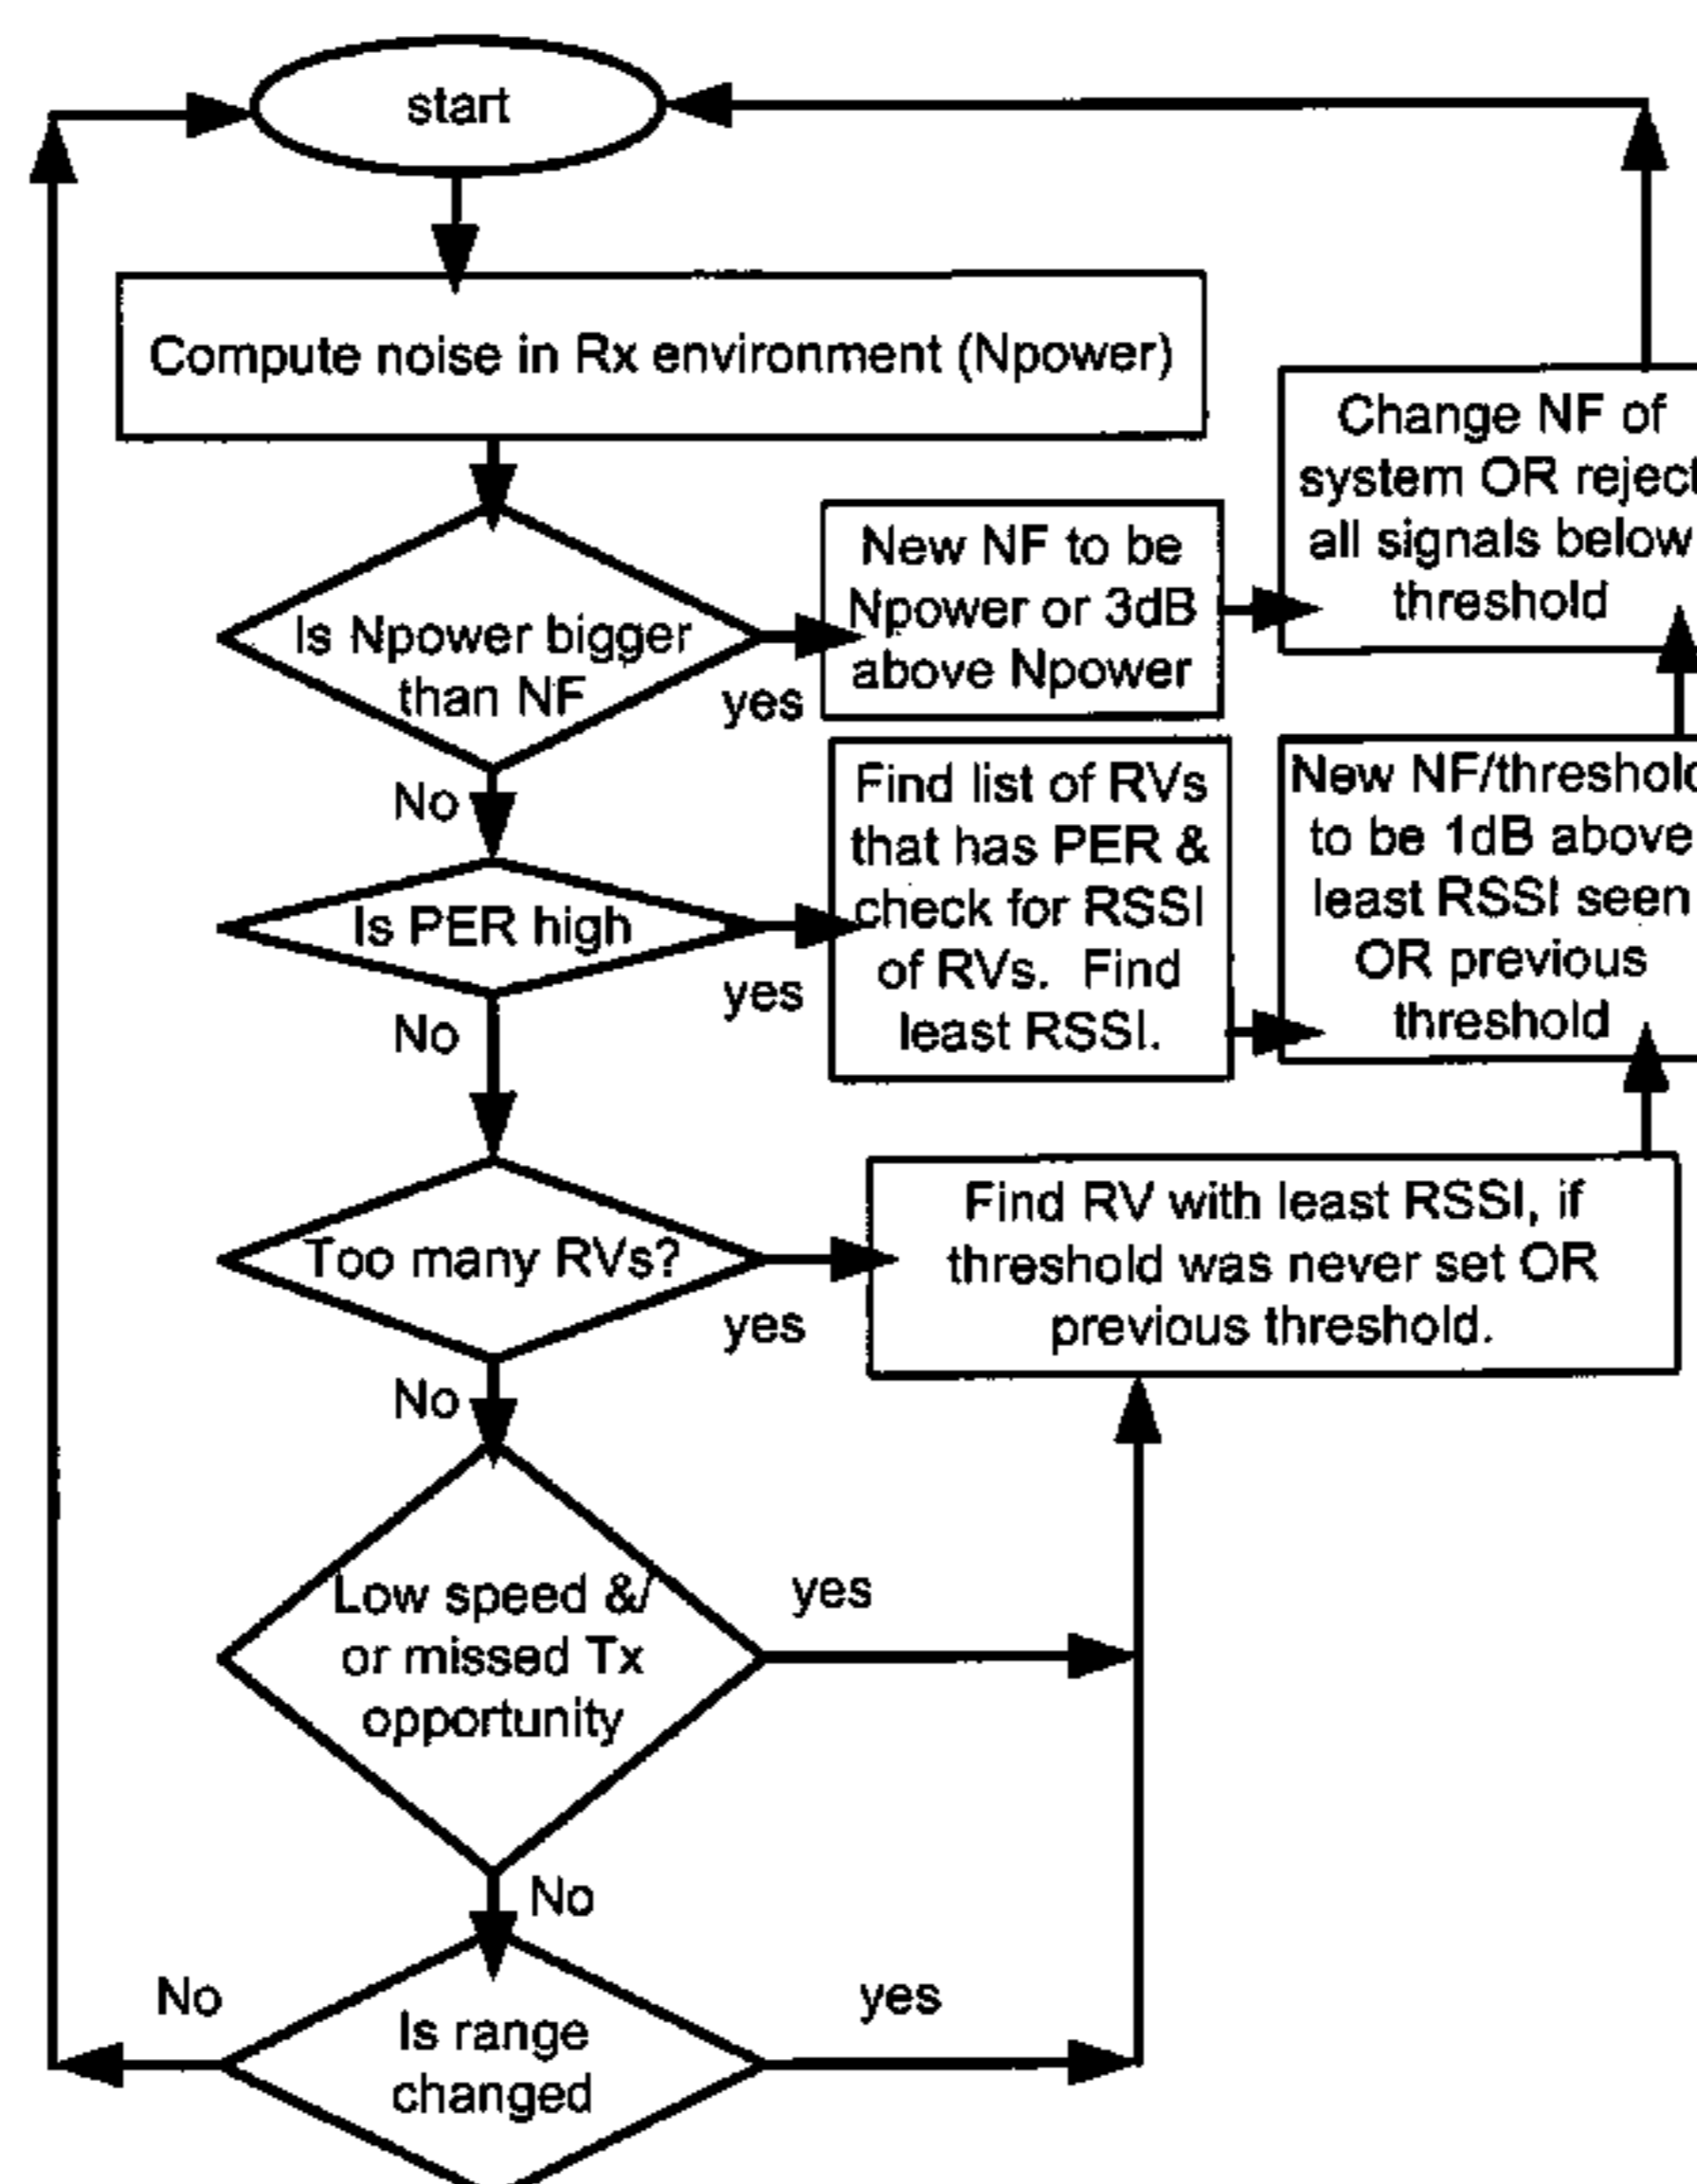 start
Compute noise in Rx environment (Npower)
Change NF of
system OR reject
all signals below
threshold
New NF to be
Npower or 3dB
above Npower
Is Npower bigger
than NF
yes
No
Find list of RVs
that has PER &
check for RSSI
of RVs. Find
least RSSI.
New NF/threshold
to be 1dB above
least RSSI seen
OR previous
threshold
Is PER high
yes
No
Find RV with least RSSI, if
threshold was never set OR
previous threshold.
Too many RVs?
yes
No
Low speed &/
or missed Tx
opportunity
yes
No
Is range
changed
No
yes